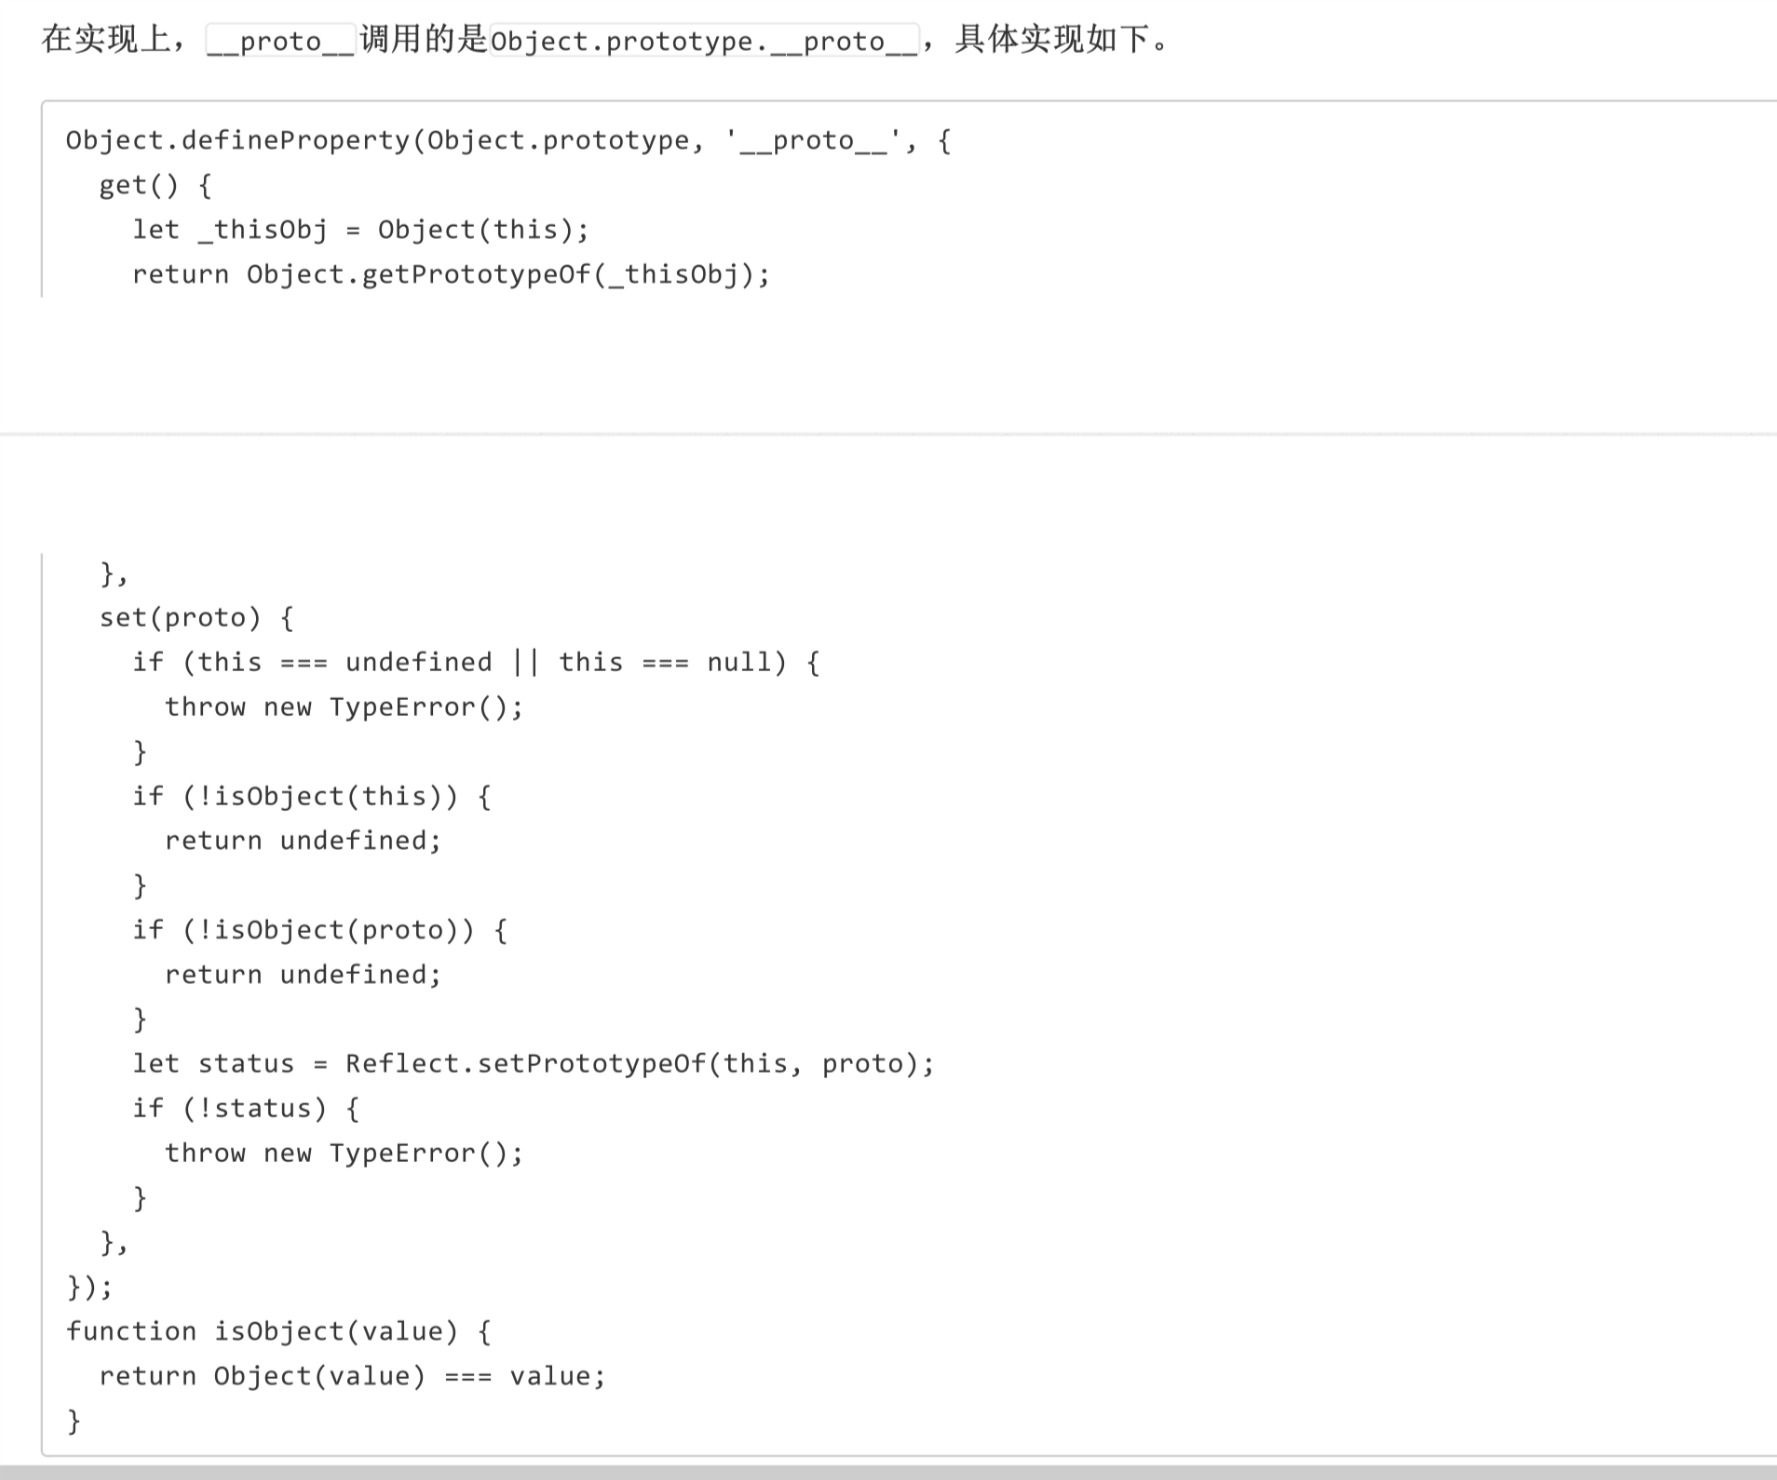 在实现上，__proto__调用的是Object.prototype.__proto__，具体实现如下。
Object.defineProperty(Object.prototype, '__proto__', {
  get() {
    let _thisObj = Object(this);
    return Object.getPrototypeOf(_thisObj);
  },
  set(proto) {
    if (this === undefined || this === null) {
      throw new TypeError();
    }
    if (!isObject(this)) {
      return undefined;
    }
    if (!isObject(proto)) {
      return undefined;
    }
    let status = Reflect.setPrototypeOf(this, proto);
    if (!status) {
      throw new TypeError();
    }
  },
});
function isObject(value) {
  return Object(value) === value;
}